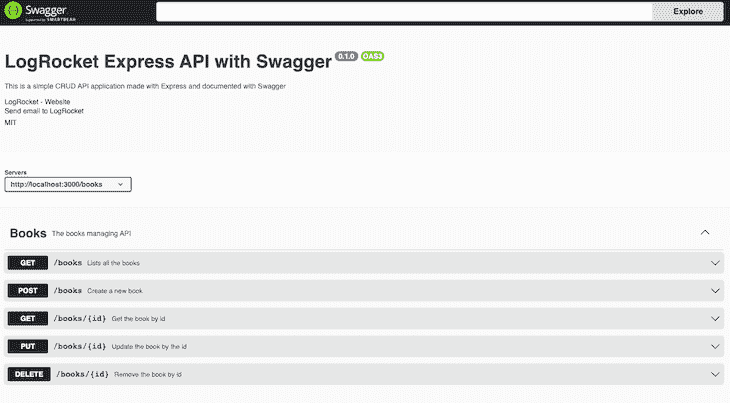 Swagger
Supported by SMARTBEAR
Explore
LogRocket Express API with Swagger 0.1.0 OAS3
This is a simple CRUD API application made with Express and documented with Swagger
LogRocket - Website
Send email to LogRocket
MIT
Servers
http://localhost:3000/books
Books The books managing API
GET /books Lists all the books
POST /books Create a new book
GET /books/{id} Get the book by id
PUT /books/{id} Update the book by the id
DELETE /books/{id} Remove the book by id